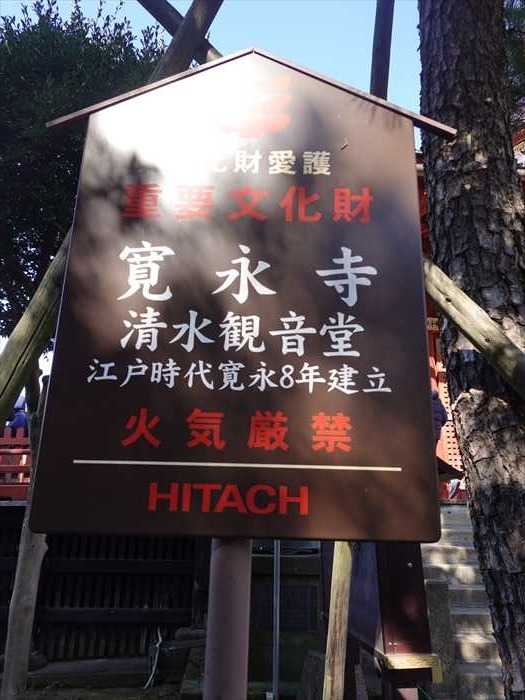 財愛護
重要文化財
寛永寺
清水観音堂
江戸時代寛永8年建立
火気厳禁
HITACH